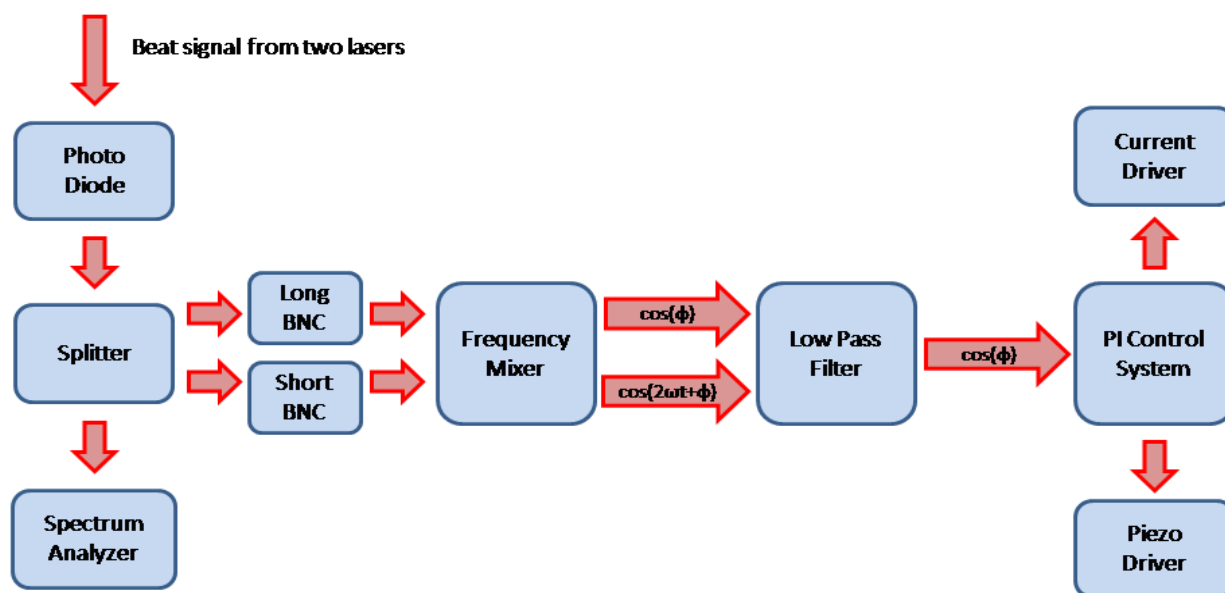 Beat signal from two lasers
Photo
Diode
Current
Driver
Splitter
Long
BNC
Short
BNC
Frequency
Mixer
cos{ϕ}
cos{2ωt+ϕ}
Low Pass
Filter
cos{ϕ}
PI Control
System
Spectrum
Analyzer
Piezo
Driver